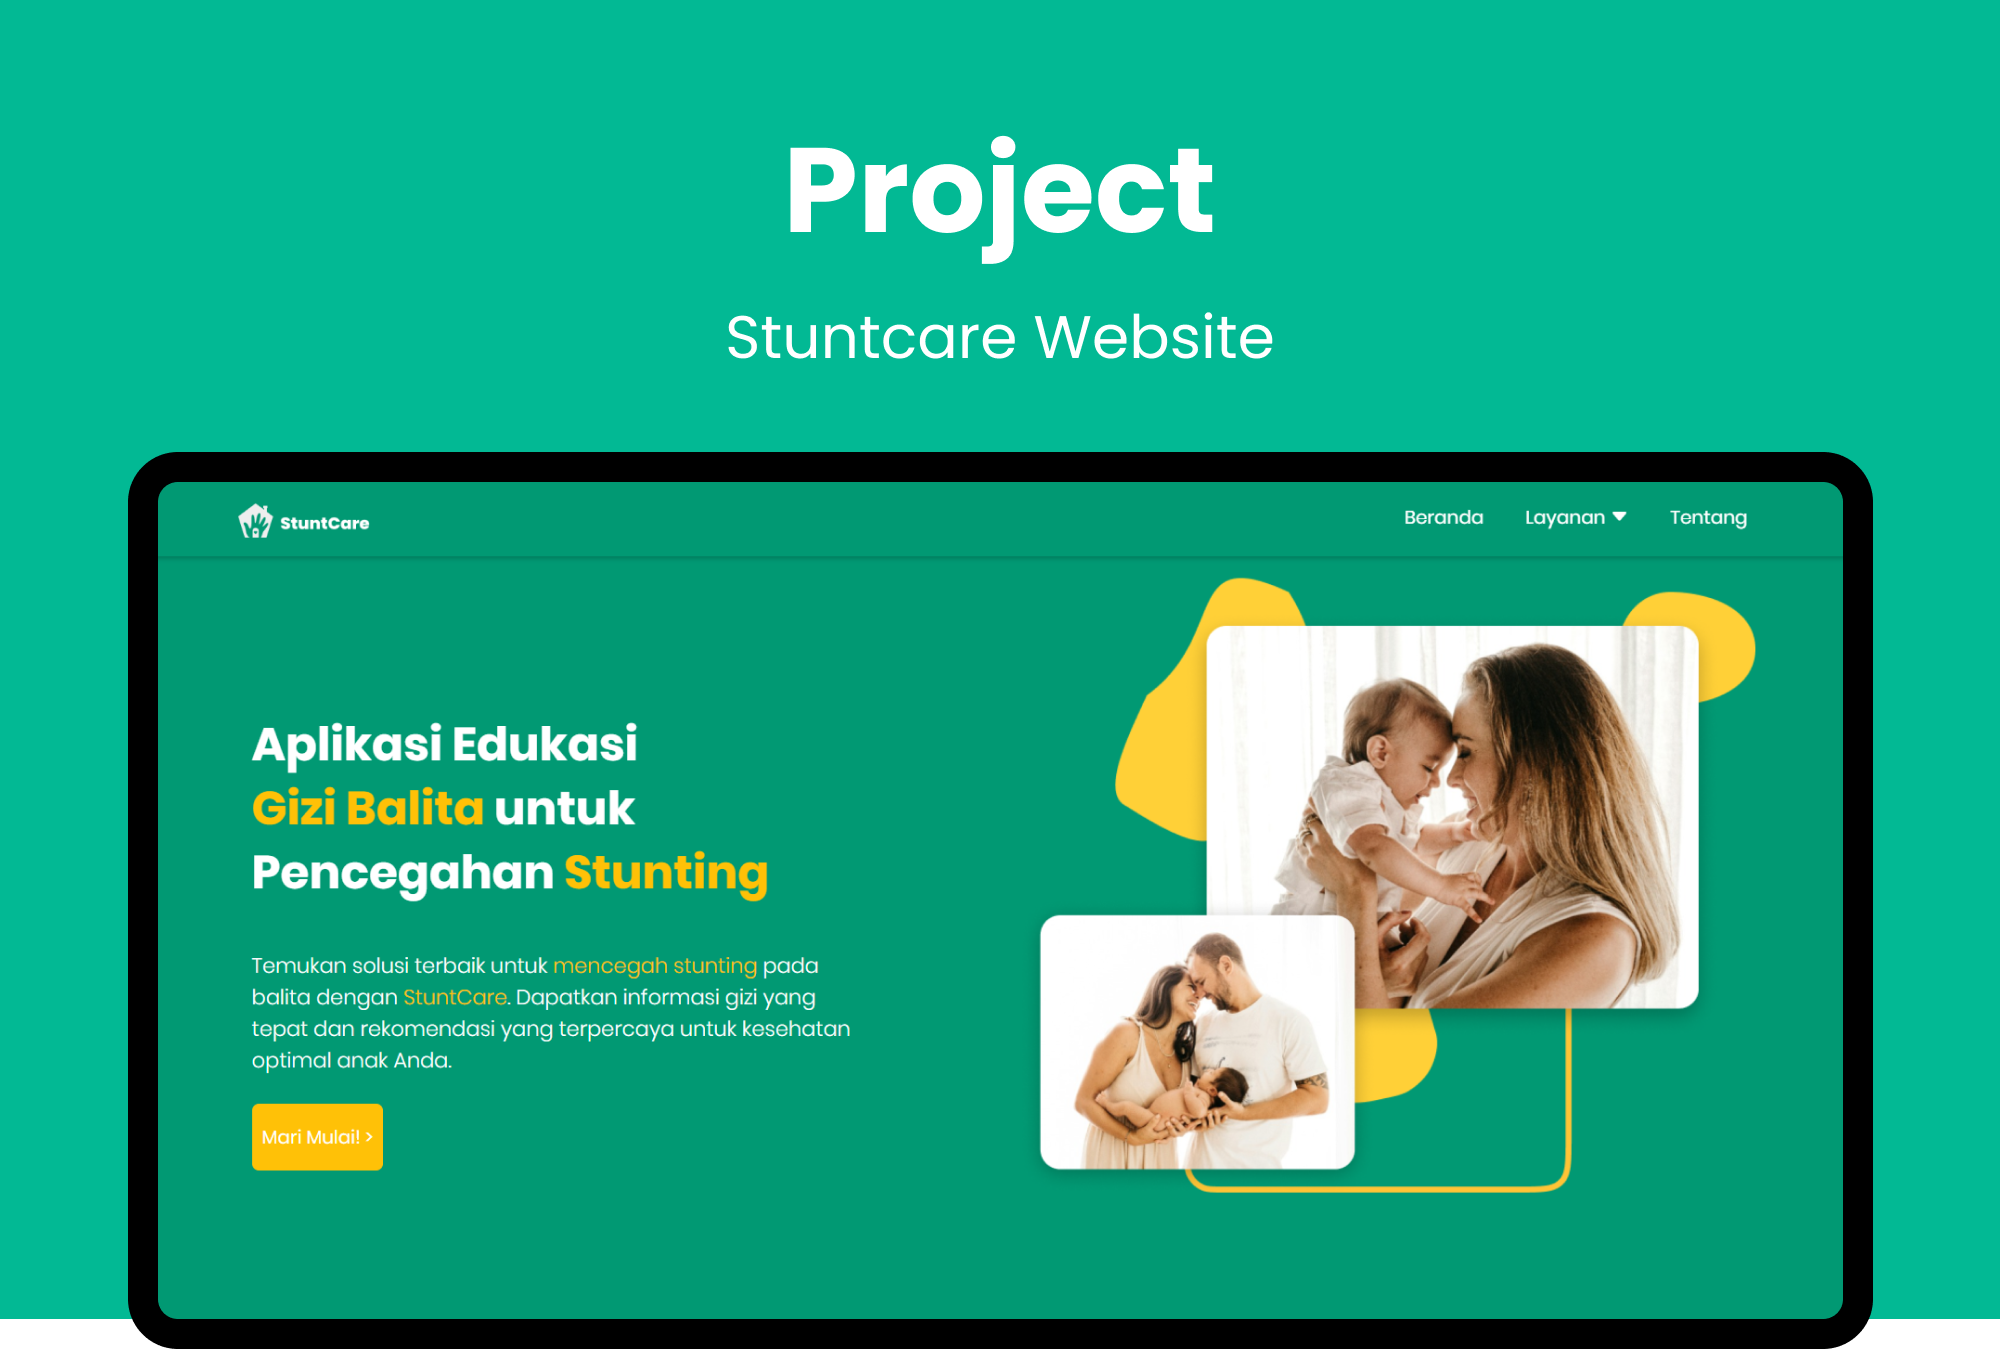 Project
Stuntcare Website
StuntCare
Beranda
Layanan
Tentang
Aplikasi Edukasi
Gizi Balita untuk
Pencegahan Stunting
Temukan solusi terbaik untuk mencegah stunting pada
balita dengan StuntCare. Dapatkan informasi gizi yang
tepat dan rekomendasi yang terpercaya untuk kesehatan
optimal anak Anda.
Mari Mulai! >